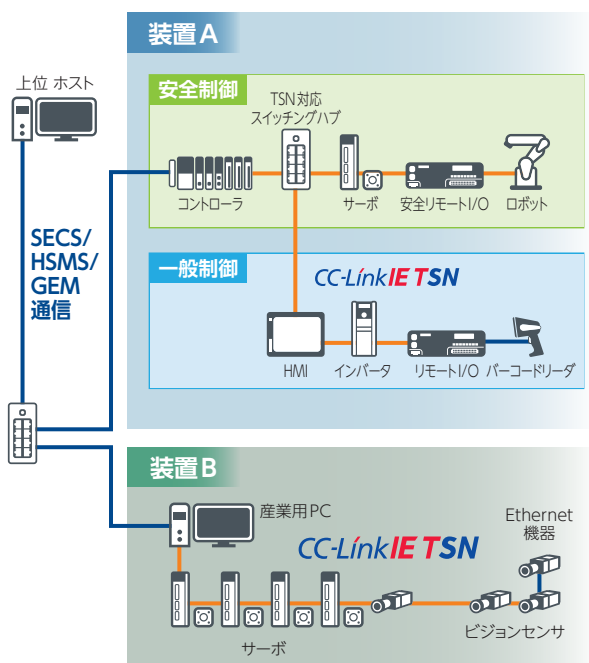 装置A
上位 ホスト
安全制御
TSN対応
スイッチングハブ
コントローラ
サーボ
安全リモートI/O
ロボット
SECS/
HSMS/
GEM
通信
一般制御
CC-Link IE TSN
HMI
インバータ
リモートI/O
バーコードリーダ
装置B
産業用PC
CC-Link IE TSN
Ethernet
機器
サーボ
ビジョンセンサ